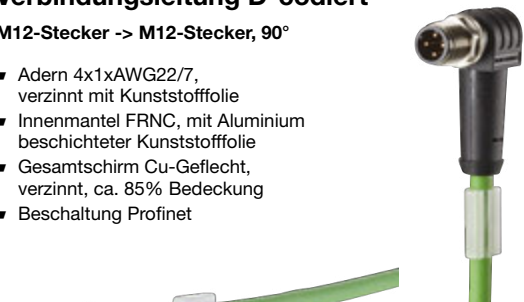 Verbindungsleitung D-codiert
M12-Stecker -> M12-Stecker, 90°
Adern 4x1xAWG22/7,
verzinnt mit Kunststofffolie
Innenmantel FRNC, mit Aluminium
beschichteter Kunststofffolie
Gesamtschirm Cu-Geflecht,
verzinnt, ca. 85% Bedeckung
Beschaltung Profinet